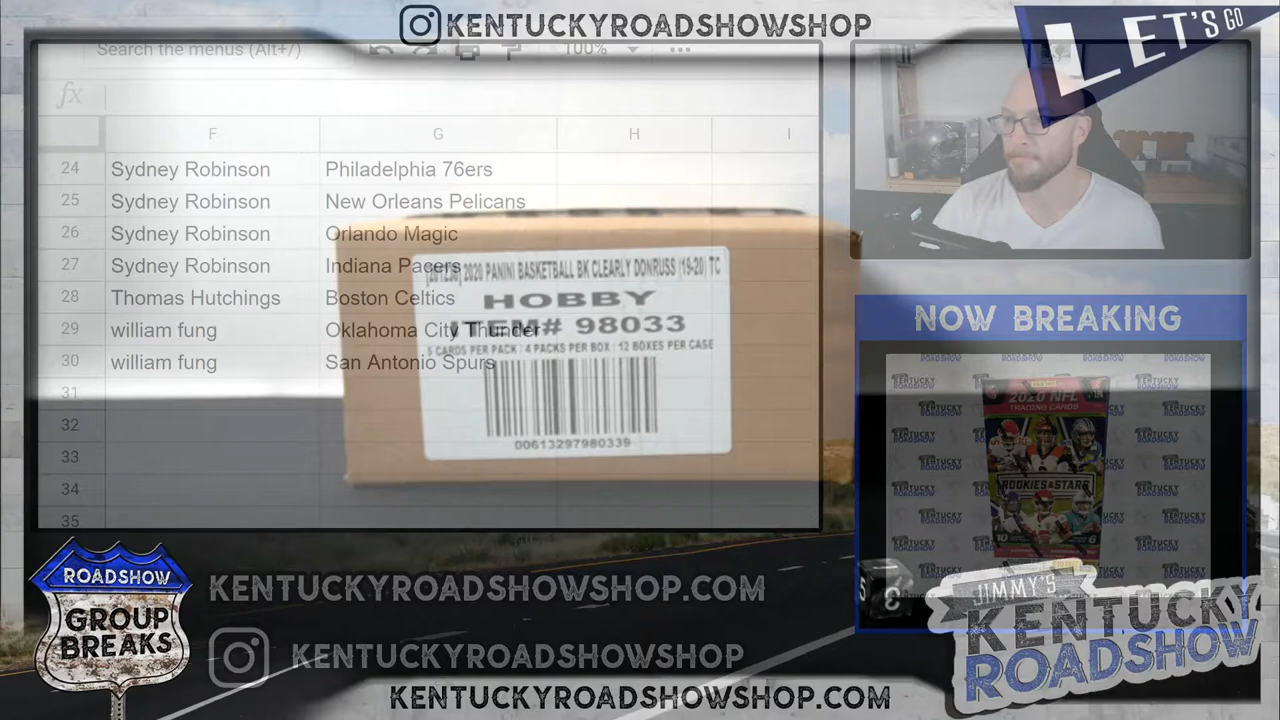 KENTUCKYROADSHOWSHOP
LET'S GO
Search the menus (Alt+/)
100%
fx
F G H I
24 Sydney Robinson Philadelphia 76ers
25 Sydney Robinson New Orleans Pelicans
26 Sydney Robinson Orlando Magic
27 Sydney Robinson Indiana Pacers
28 Thomas Hutchings Boston Celtics
29 william fung Oklahoma City Thunder
30 william fung San Antonio Spurs
31
32
33
34
35
2020 PANINI BASKETBALL BK CLEARLY DONRUSS (19-20) TC
HOBBY
ITEM# 98033
5 CARDS PER PACK / 4 PACKS PER BOX / 12 BOXES PER CASE
00613297980339
NOW BREAKING
2020 NFL
TRADING CARDS
ROOKIES & STARS
10
6
KENTUCKY
ROADSHOW
ROADSHOW
GROUP
BREAKS
KENTUCKYROADSHOWSHOP.COM
KENTUCKYROADSHOWSHOP
KENTUCKYROADSHOWSHOP.COM
JIMMY'S
KENTUCKY
ROADSHOW